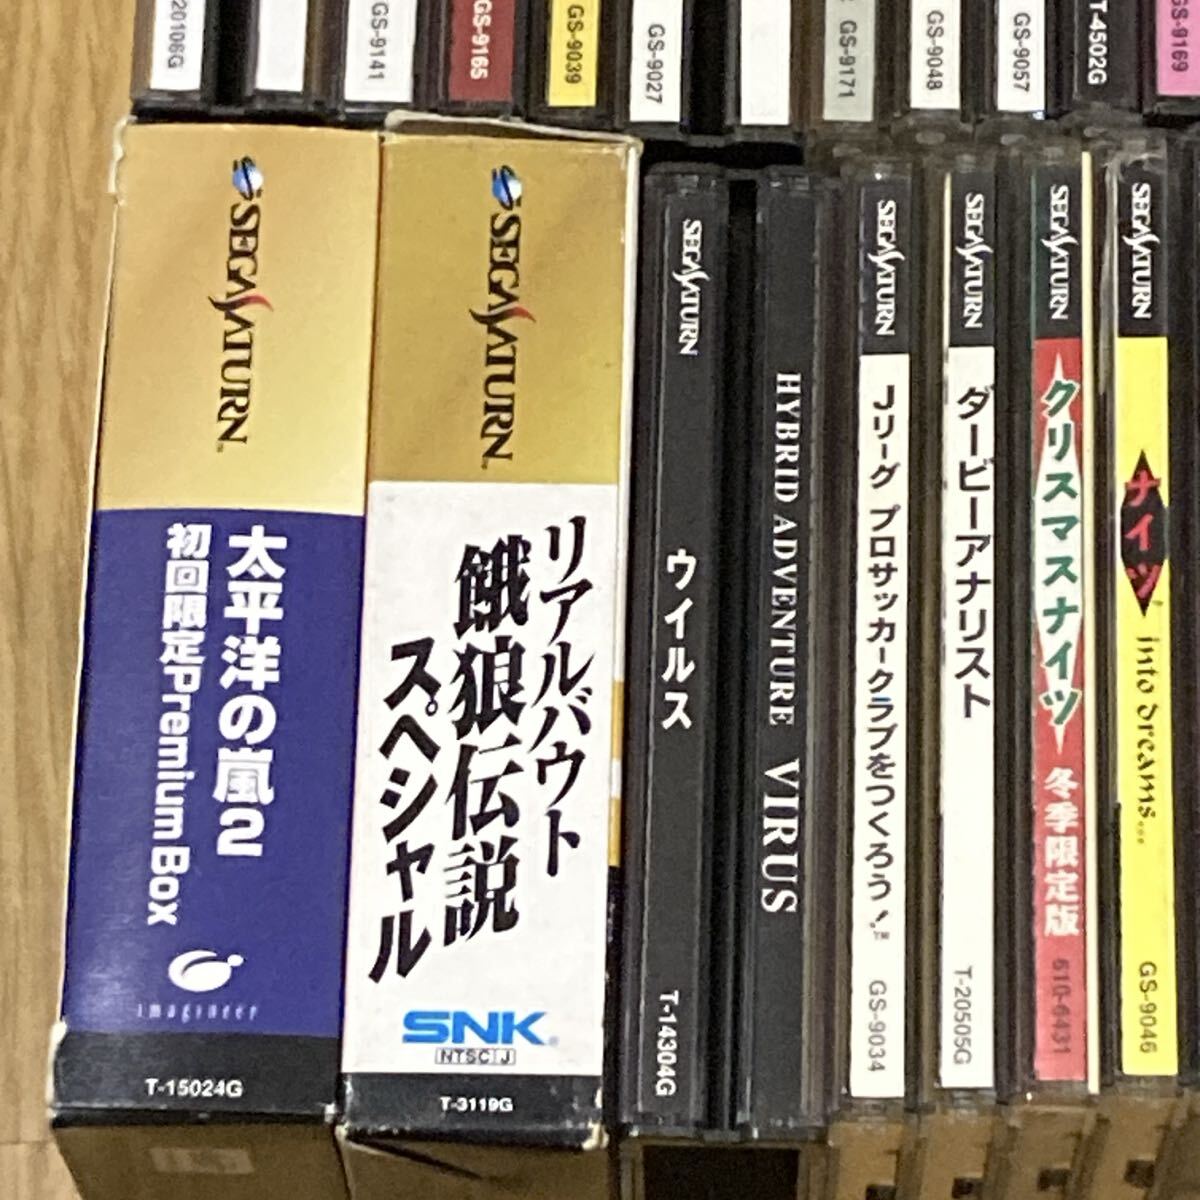 20106G
GS-9141
GS-9165
GS-9039
GS-9027
GS-9171
GS-9048
GS-9057
T-4502G
GS-9169
SEGA SATURN
太平洋の嵐2
初回限定Premium Box
imagineer
T-15024G
SEGA SATURN
リアルバウト
餓狼伝説
スペシャル
SNK
NTSC J
T-3119G
SEGA SATURN
ウイルス
T-14304G
HYBRID ADVENTURE VIRUS
SEGA SATURN
Jリーグ プロサッカークラブをつくろう!™
GS-9034
SEGA SATURN
ダービーアナリスト
T-20505G
SEGA SATURN
クリスマスナイツ
冬季限定版
610-6431
SEGA SATURN
ナイツ
into dreams...
GS-9046